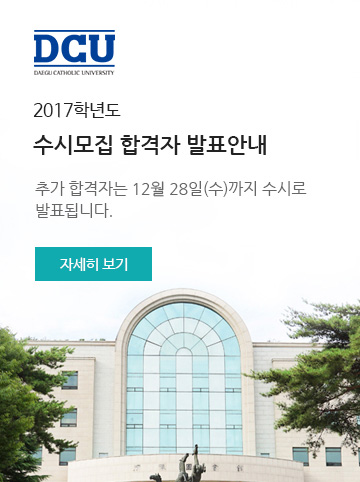 DCU
DAEGU CATHOLIC UNIVERSITY
2017학년도
수시모집 합격자 발표안내
추가 합격자는 12월 28일(수)까지 수시로
발표됩니다.
자세히 보기